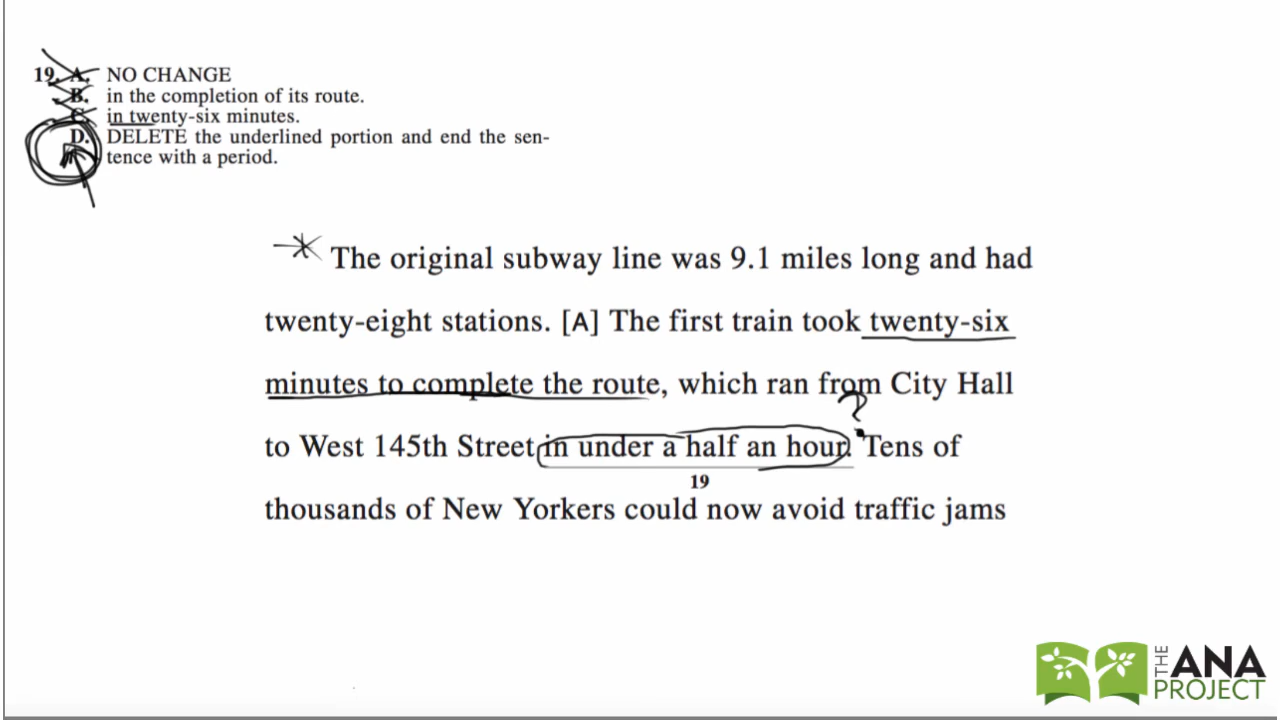 19. A. NO CHANGE
B. in the completion of its route.
C. in twenty-six minutes.
D. DELETE the underlined portion and end the sen-
tence with a period.
The original subway line was 9.1 miles long and had
twenty-eight stations. [A] The first train took twenty-six
minutes to complete the route, which ran from City Hall
?
to West 145th Street in under a half an hour. Tens of
19
thousands of New Yorkers could now avoid traffic jams
THE ANA
PROJECT